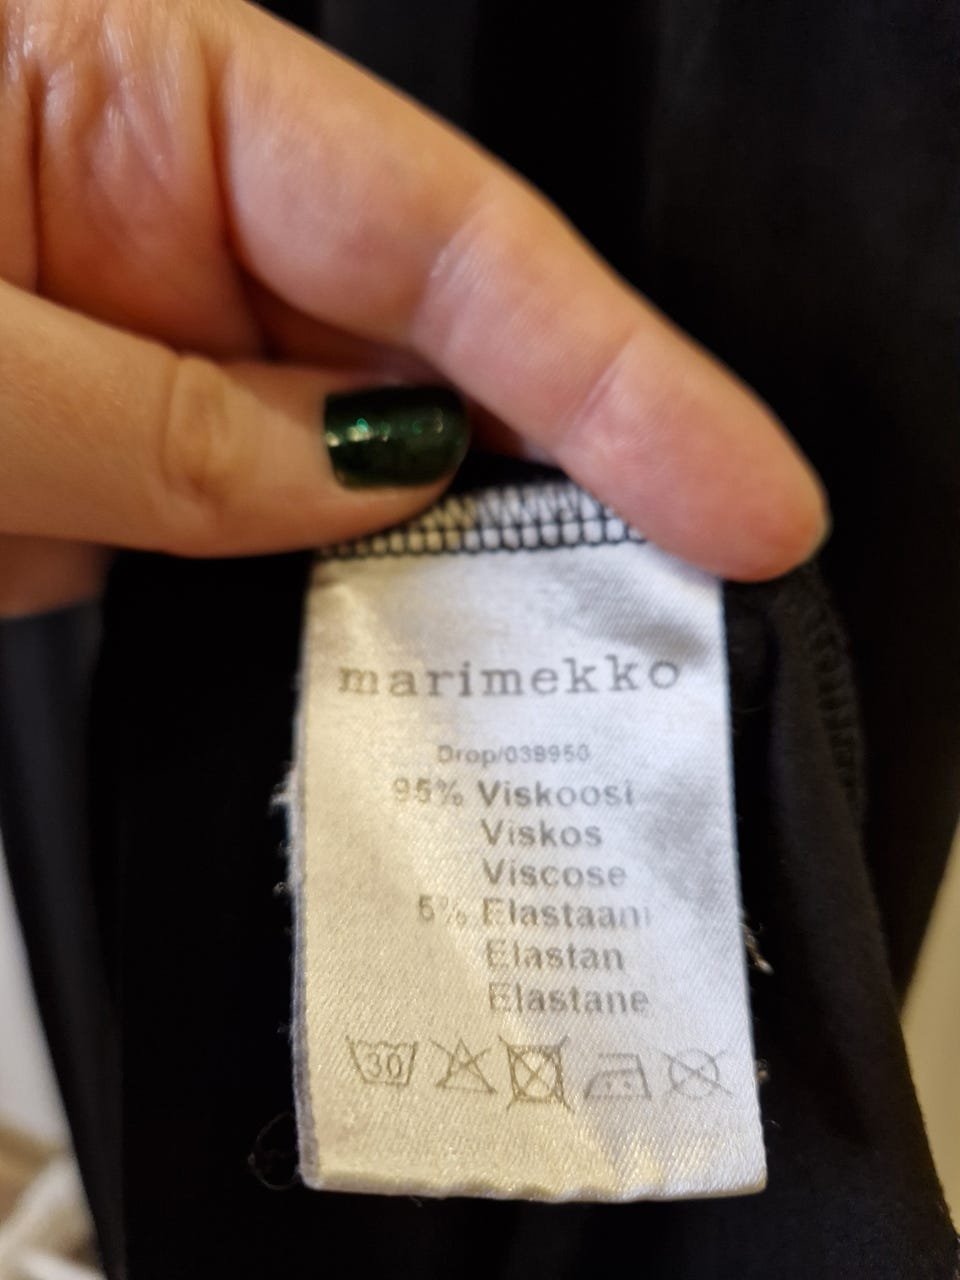 marimekko
Drop/038950
95% Viskoosi
Viskos
Viscose
5% Elastaani
Elastan
Elastane
30